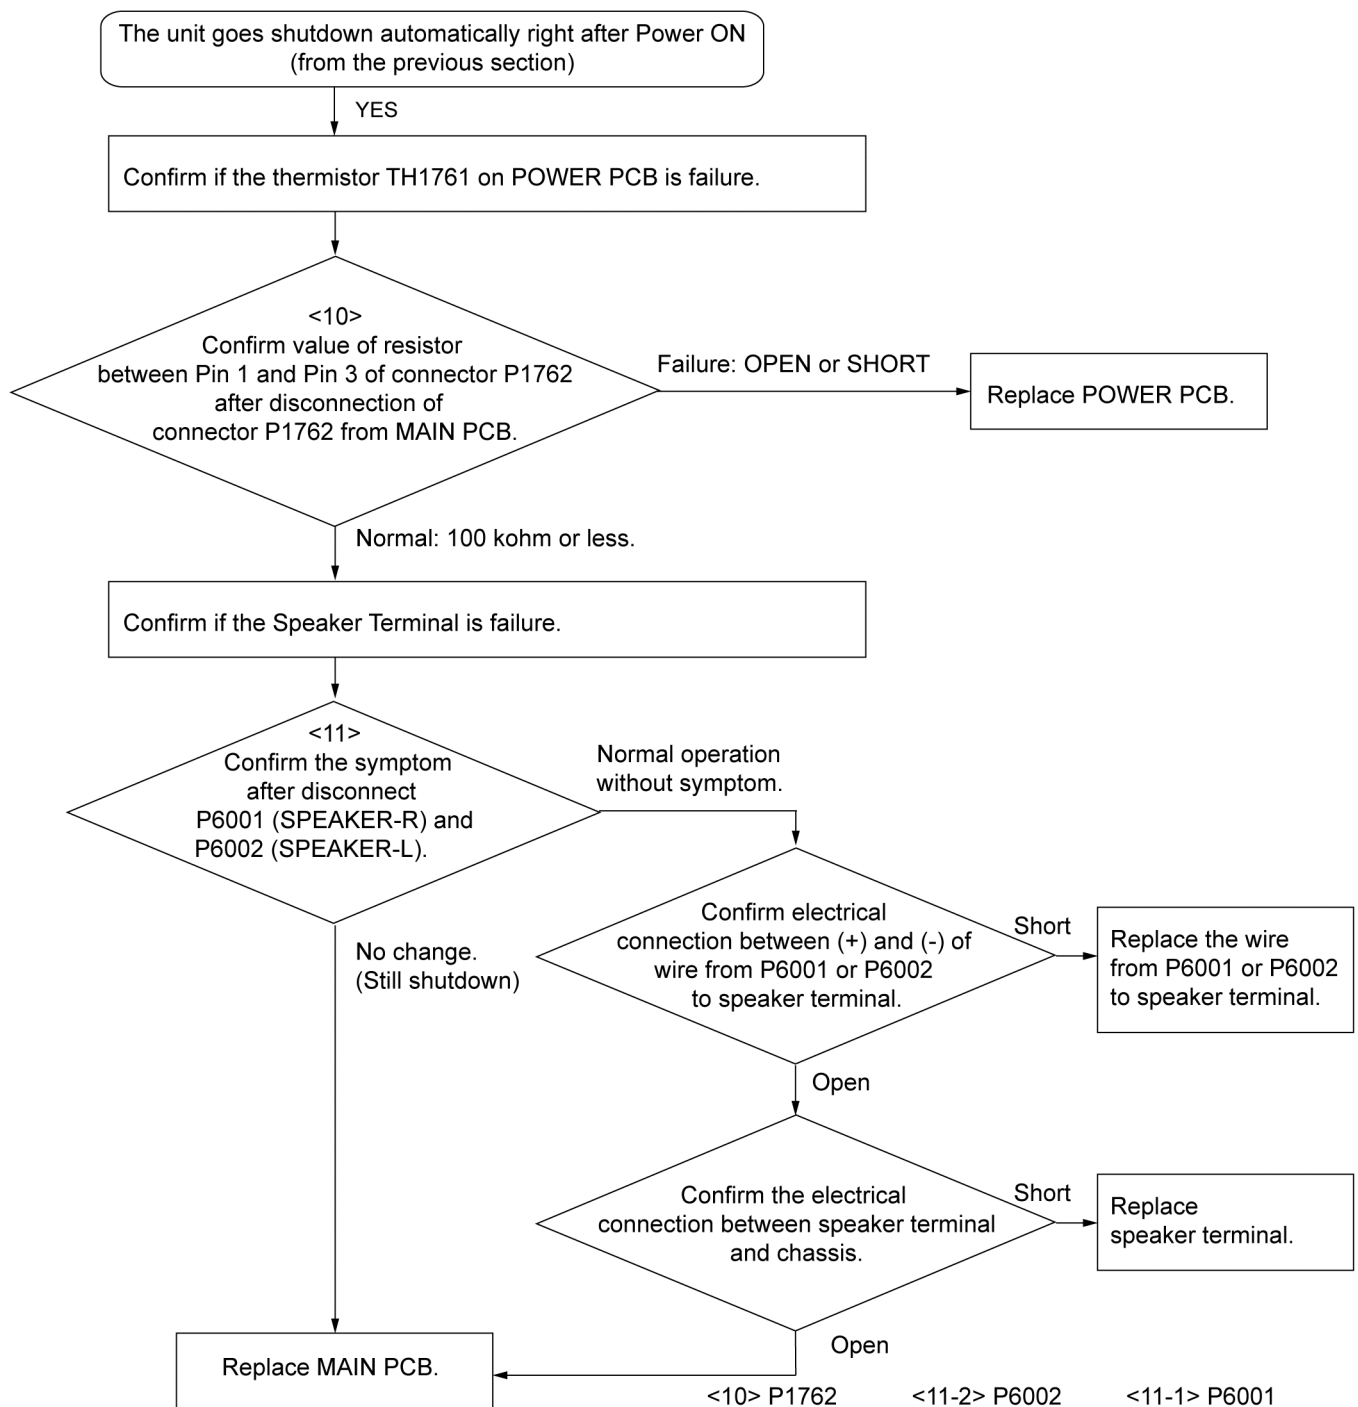 The unit goes shutdown automatically right after Power ON
(from the previous section)
YES
Confirm if the thermistor TH1761 on POWER PCB is failure.
<10>
Confirm value of resistor
between Pin 1 and Pin 3 of connector P1762
after disconnection of
connector P1762 from MAIN PCB.
Failure: OPEN or SHORT
Replace POWER PCB.
Normal: 100 kohm or less.
Confirm if the Speaker Terminal is failure.
<11>
Confirm the symptom
after disconnect
P6001 (SPEAKER-R) and
P6002 (SPEAKER-L).
Normal operation
without symptom.
Confirm electrical
connection between (+) and (-) of
wire from P6001 or P6002
to speaker terminal.
Short
Replace the wire
from P6001 or P6002
to speaker terminal.
No change.
(Still shutdown)
Open
Confirm the electrical
connection between speaker terminal
and chassis.
Short
Replace
speaker terminal.
Open
Replace MAIN PCB.
<10> P1762
<11-2> P6002
<11-1> P6001